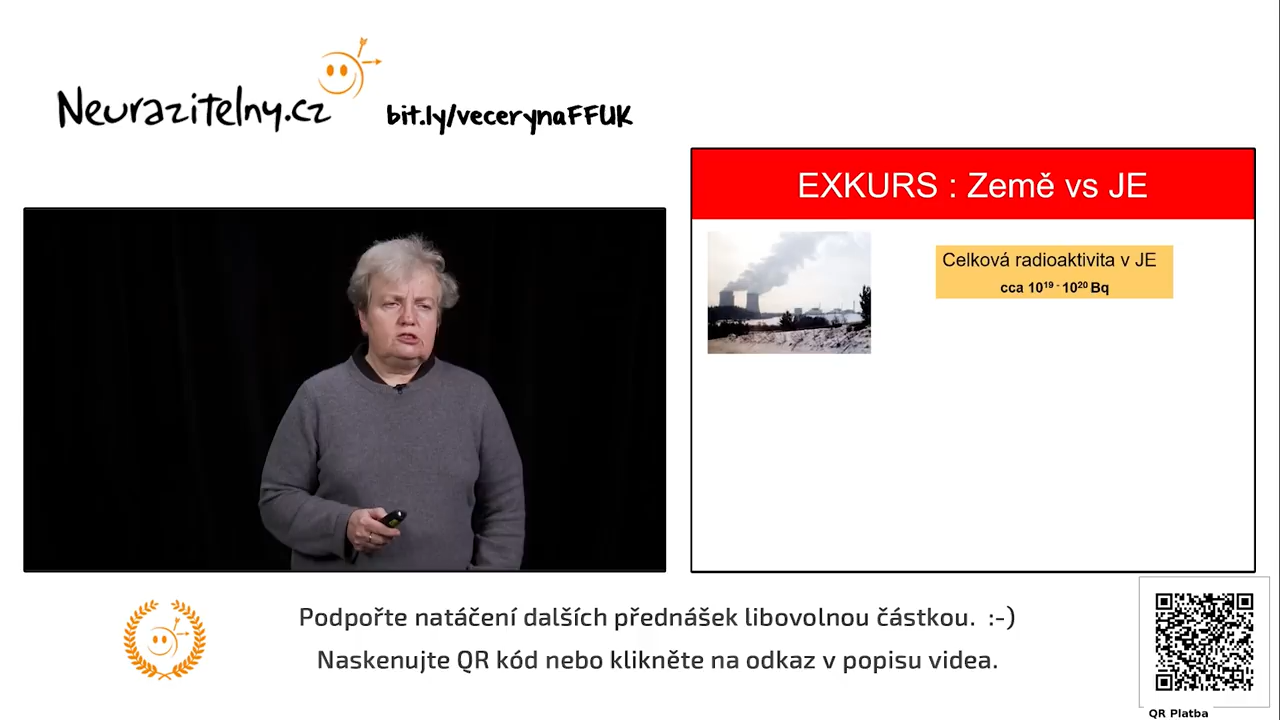 Neurazitelny.cz
bit.ly/vecerynaFFUK
EXKURS : Země vs JE
Celková radioaktivita v JE
cca 10¹⁹ - 10²⁰ Bq
Podpořte natáčení dalších přednášek libovolnou částkou. :-)
Naskenujte QR kód nebo klikněte na odkaz v popisu videa.
QR Platba